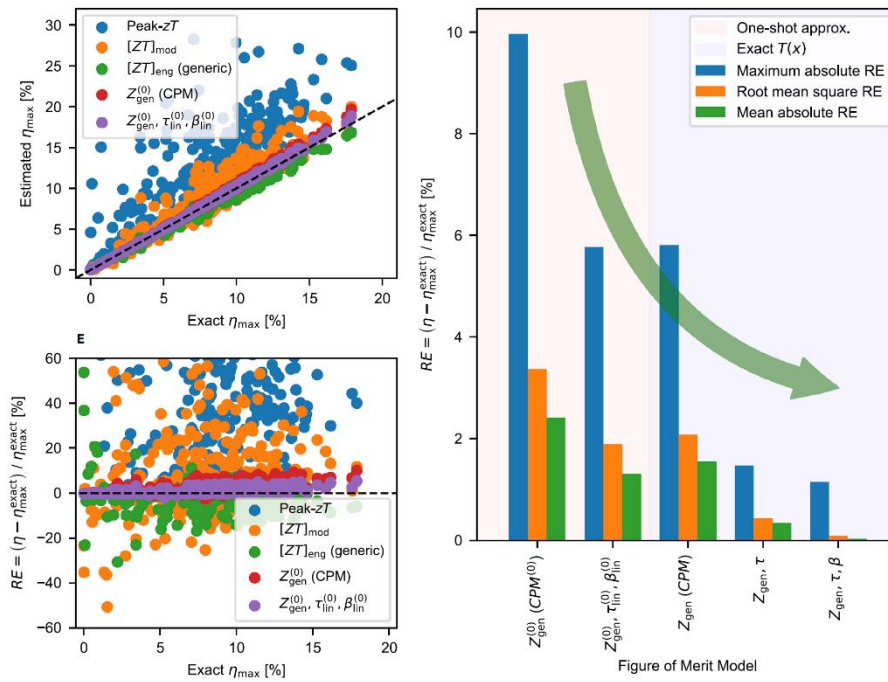 Estimated η_max [%]
30
25
20
15
10
5
0
Peak-zT
[ZT]_mod
[ZT]_eng (generic)
Z_gen^(0) (CPM)
Z_gen^(0), τ_lin^(0), β_lin^(0)
0 5 10 15 20
Exact η_max [%]
E
RE = (η − η_max^exact) / η_max^exact [%]
60
40
20
0
−20
−40
−60
Peak-zT
[ZT]_mod
[ZT]_eng (generic)
Z_gen^(0) (CPM)
Z_gen^(0), τ_lin^(0), β_lin^(0)
0 5 10 15 20
Exact η_max [%]
RE = (η − η_max^exact) / η_max^exact [%]
10
8
6
4
2
0
One-shot approx.
Exact T(x)
Maximum absolute RE
Root mean square RE
Mean absolute RE
Z_gen^(0) (CPM^(0))
Z_gen^(0), τ_lin^(0), β_lin^(0)
Z_gen (CPM)
Z_gen, τ
Z_gen, τ, β
Figure of Merit Model